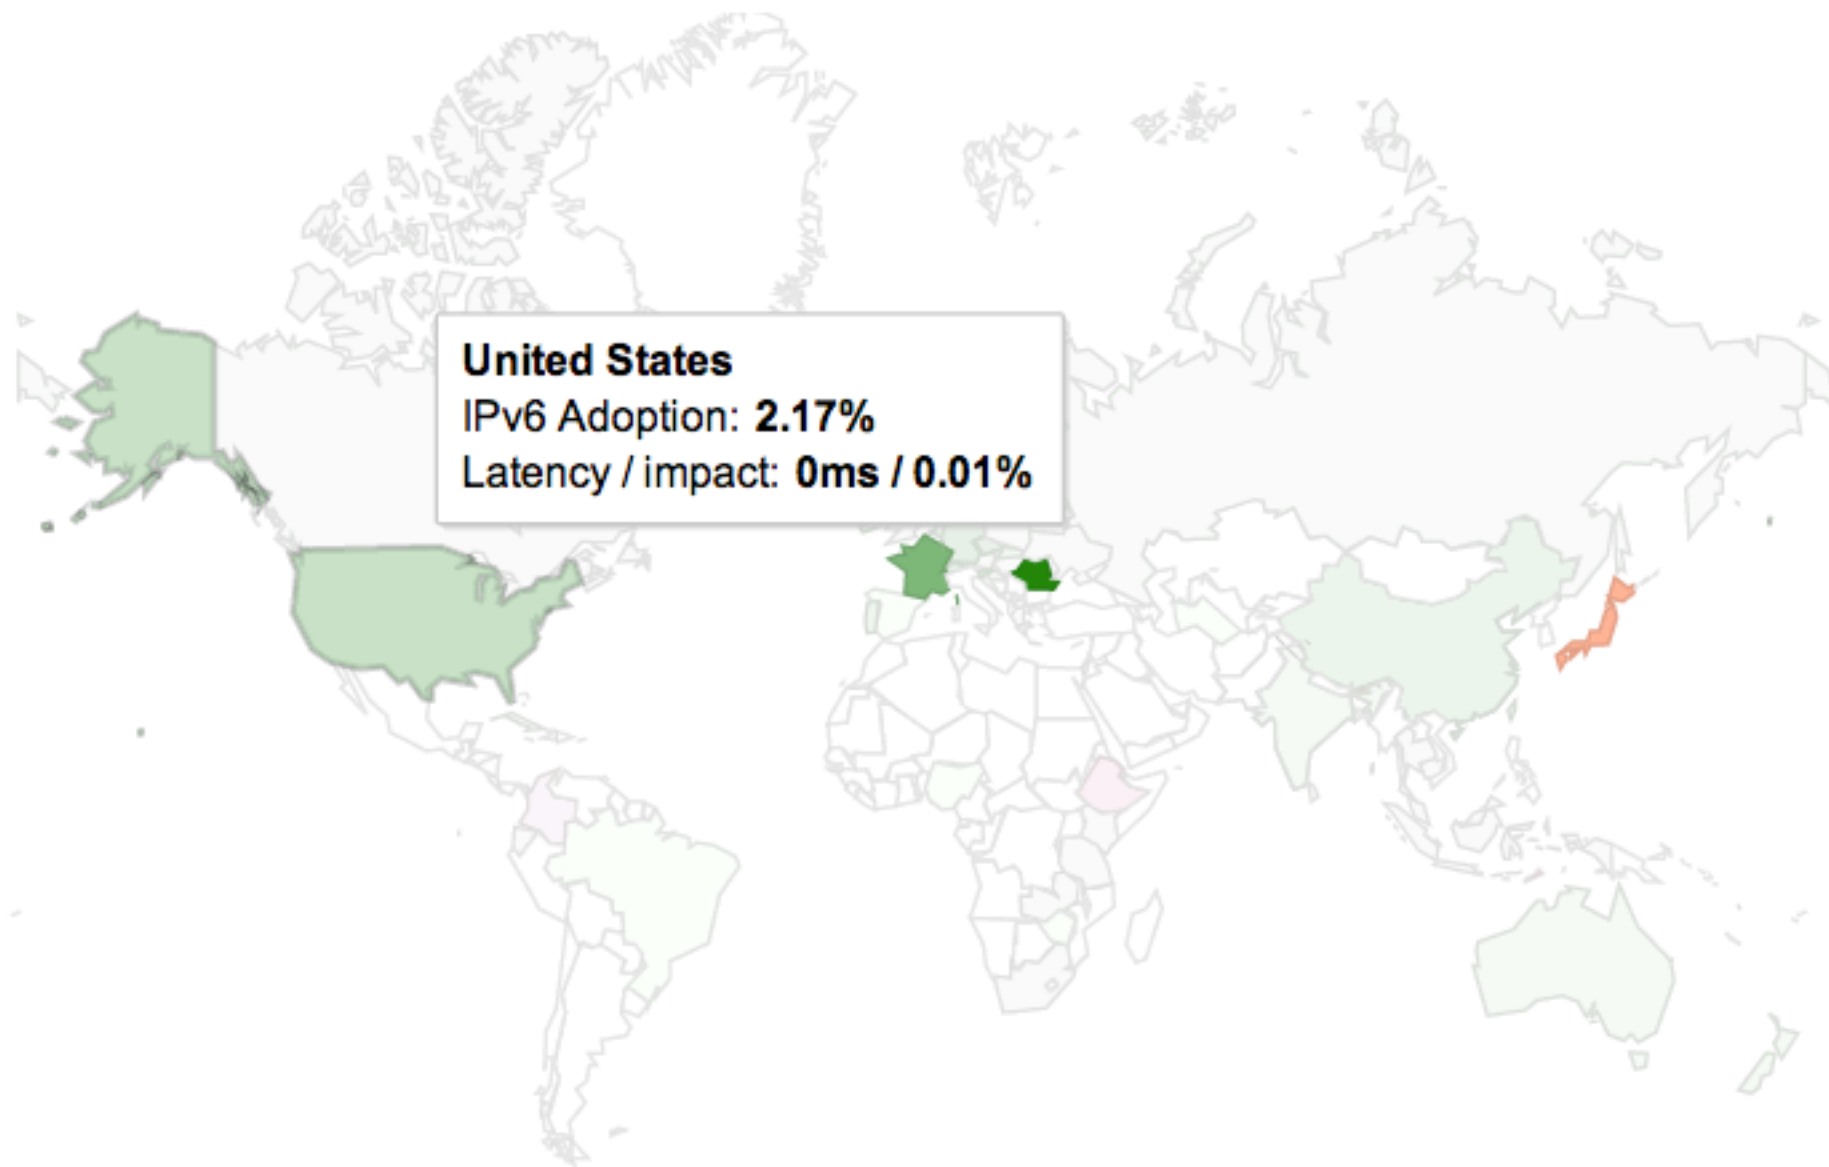 United States
IPv6 Adoption: 2.17%
Latency / impact: 0ms / 0.01%